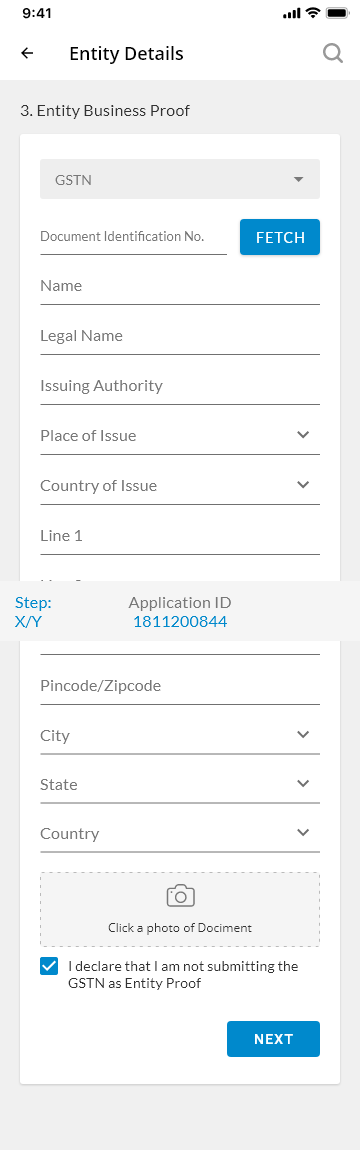 9:41
Entity Details
3. Entity Business Proof
GSTN
Document Identification No.
FETCH
Name
Legal Name
Issuing Authority
Place of Issue
Country of Issue
Line 1
Step:
Application ID
X/Y
1811200844
Pincode/Zipcode
City
State
Country
Click a photo of Dociment
I declare that I am not submitting the
GSTN as Entity Proof
NEXT